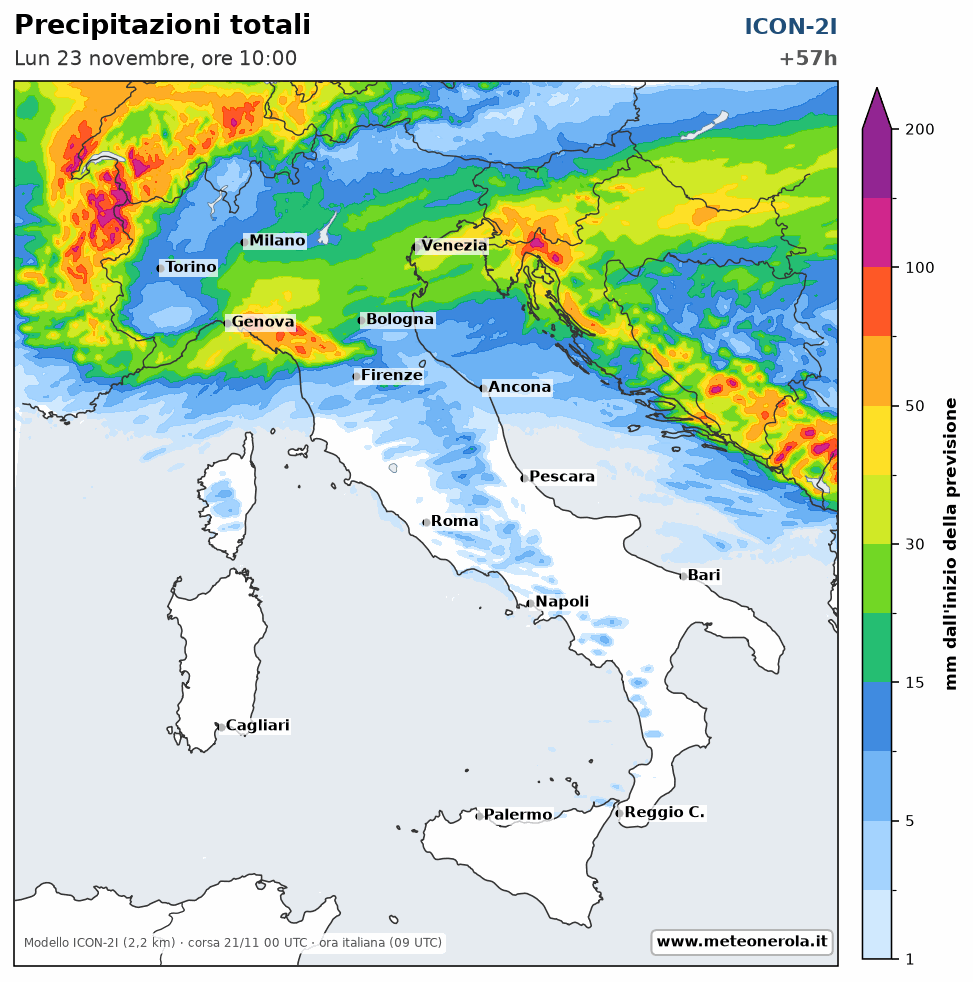 Precipitazioni totali
ICON-2I
Lun 23 novembre, ore 10:00
+57h
200
100
50
30
15
5
1
mm dall'inizio della previsione
Milano
Venezia
Torino
Genova
Bologna
Firenze
Ancona
Pescara
Roma
Bari
Napoli
Cagliari
Palermo
Reggio C.
Modello ICON-2I (2,2 km) · corsa 21/11 00 UTC · ora italiana (09 UTC)
www.meteonerola.it